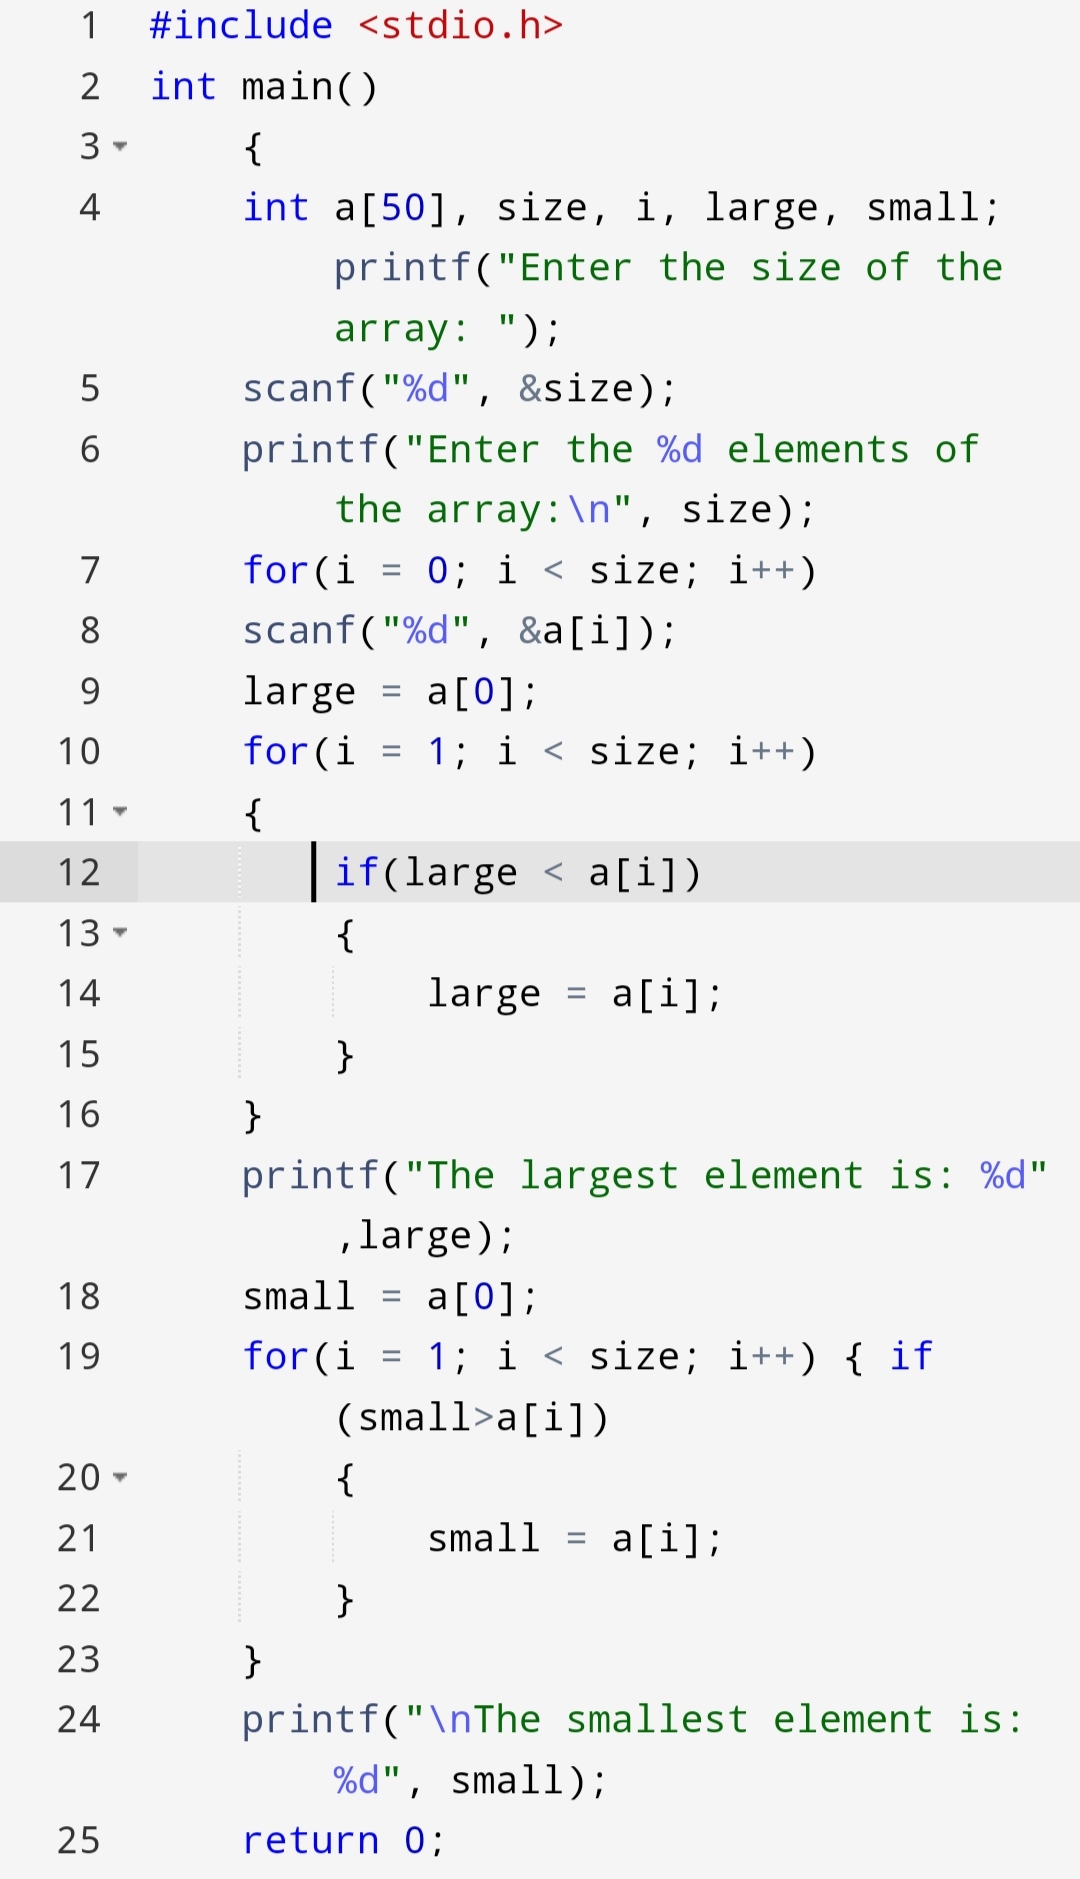 1 #include <stdio.h>
2 int main()
3 {
4 int a[50], size, i, large, small;
printf("Enter the size of the
array: ");
5 scanf("%d", &size);
6 printf("Enter the %d elements of
the array:\n", size);
7 for(i = 0; i < size; i++)
8 scanf("%d", &a[i]);
9 large = a[0];
10 for(i = 1; i < size; i++)
11 {
12 if(large < a[i])
13 {
14 large = a[i];
15 }
16 }
17 printf("The largest element is: %d"
,large);
18 small = a[0];
19 for(i = 1; i < size; i++) { if
(small>a[i])
20 {
21 small = a[i];
22 }
23 }
24 printf("\nThe smallest element is:
%d", small);
25 return 0;